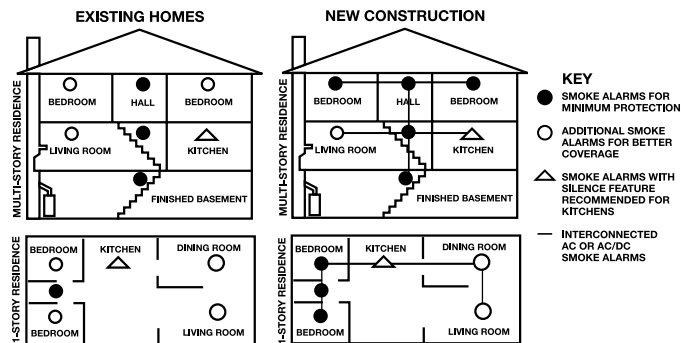 EXISTING HOMES
MULTI-STORY RESIDENCE
BEDROOM
HALL
BEDROOM
LIVING ROOM
KITCHEN
FINISHED BASEMENT
1-STORY RESIDENCE
BEDROOM
KITCHEN
DINING ROOM
BEDROOM
LIVING ROOM
NEW CONSTRUCTION
MULTI-STORY RESIDENCE
BEDROOM
HALL
BEDROOM
LIVING ROOM
KITCHEN
FINISHED BASEMENT
1-STORY RESIDENCE
BEDROOM
KITCHEN
DINING ROOM
BEDROOM
LIVING ROOM
KEY
SMOKE ALARMS FOR
MINIMUM PROTECTION
ADDITIONAL SMOKE
ALARMS FOR BETTER
COVERAGE
SMOKE ALARMS WITH
SILENCE FEATURE
RECOMMENDED FOR
KITCHENS
INTERCONNECTED
AC OR AC/DC
SMOKE ALARMS